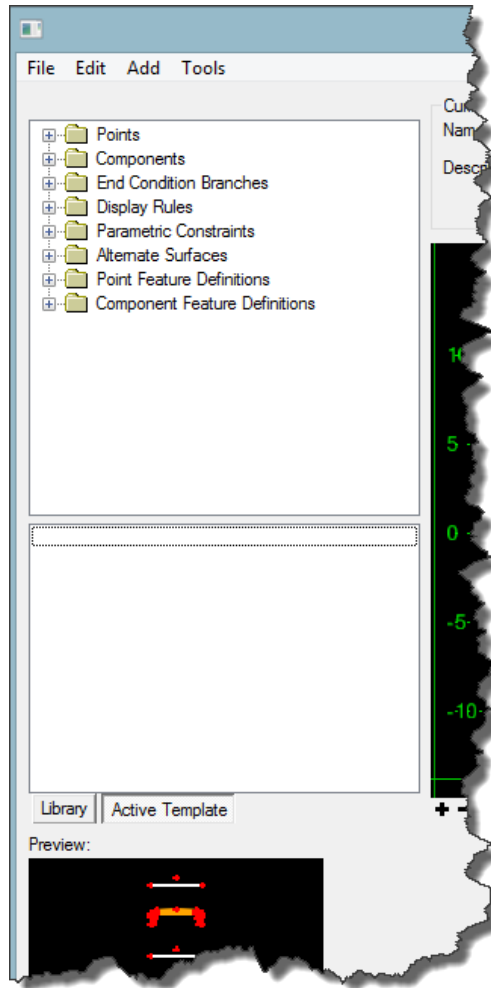 File Edit Add Tools
Points
Components
End Condition Branches
Display Rules
Parametric Constraints
Alternate Surfaces
Point Feature Definitions
Component Feature Definitions
5
0
-5
-10
Library Active Template
Preview: